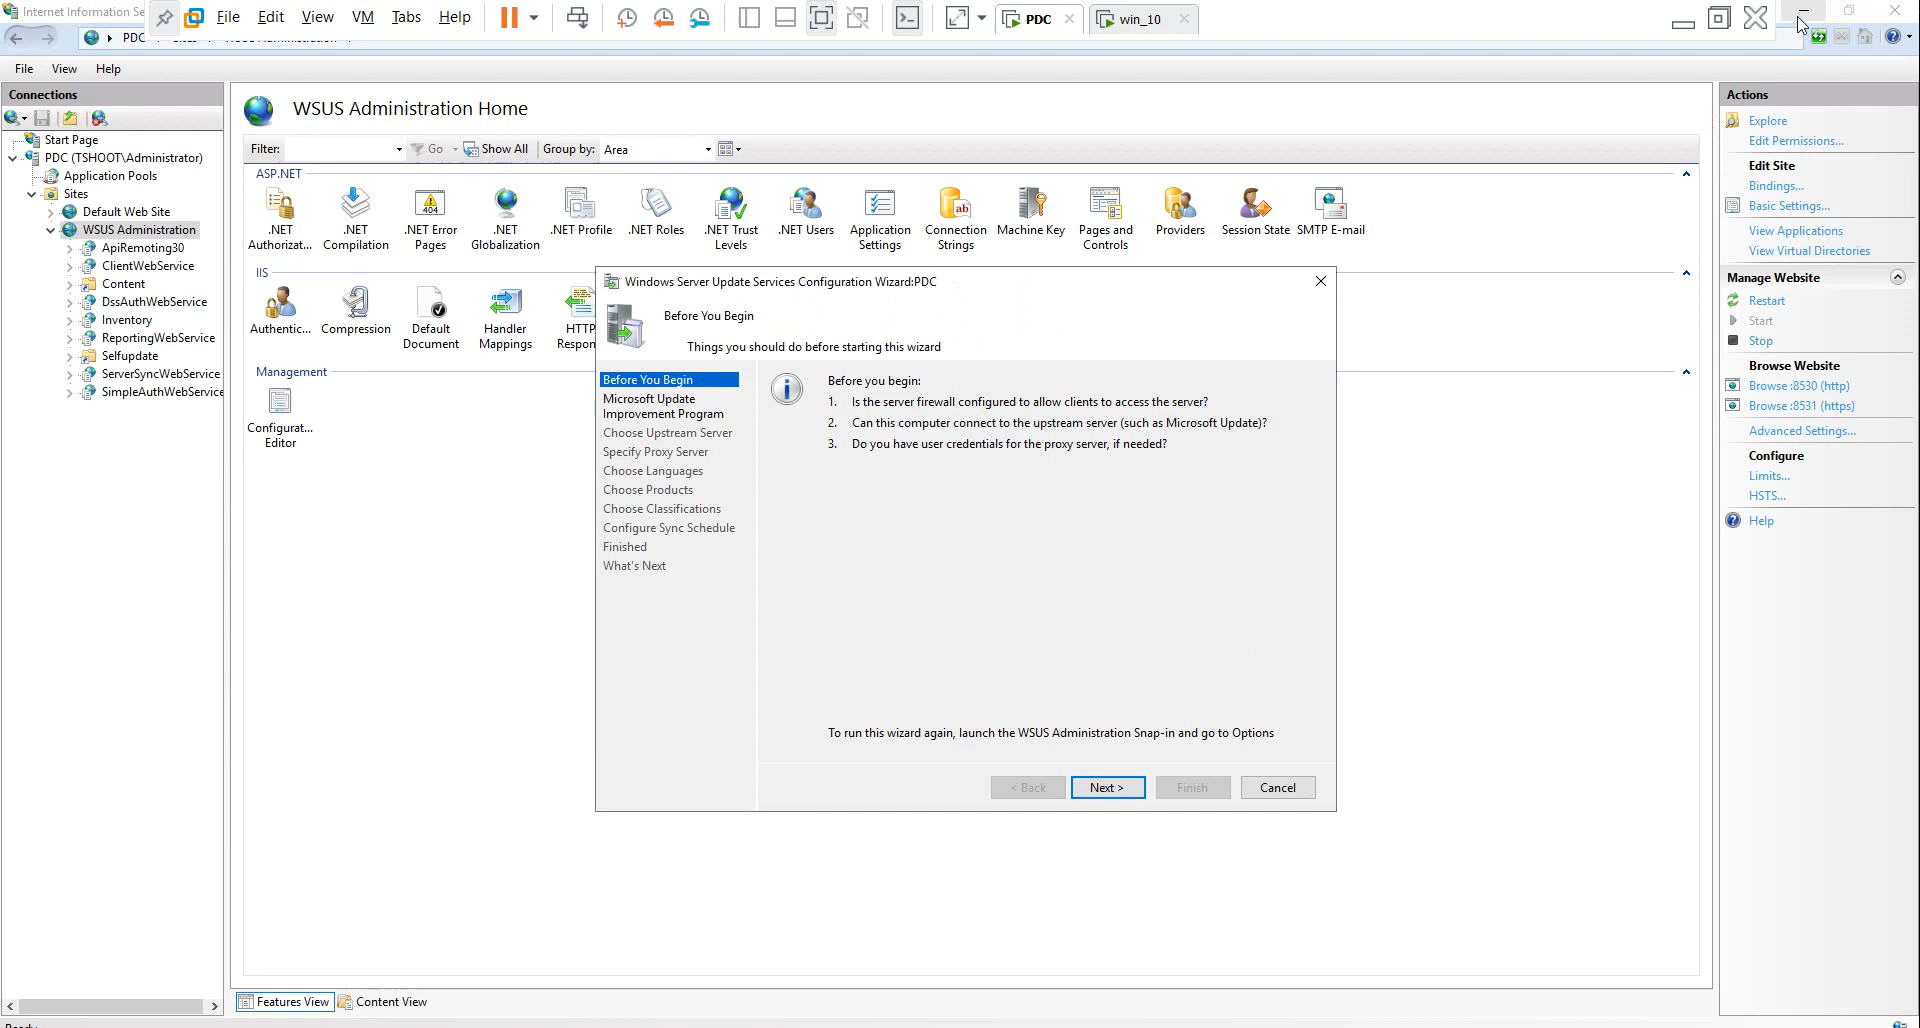 Internet Information Se
File Edit View VM Tabs Help
PDC
win_10
PDC
File View Help
Connections
Start Page
PDC (TSHOOT\Administrator)
Application Pools
Sites
Default Web Site
WSUS Administration
ApiRemoting30
ClientWebService
Content
DssAuthWebService
Inventory
ReportingWebService
Selfupdate
ServerSyncWebService
SimpleAuthWebService
WSUS Administration Home
Filter: Go Show All Group by: Area
ASP.NET
.NET Authorizat...
.NET Compilation
404
.NET Error Pages
.NET Globalization
.NET Profile
.NET Roles
.NET Trust Levels
.NET Users
Application Settings
ab
Connection Strings
Machine Key
Pages and Controls
Providers
Session State
SMTP E-mail
IIS
Authentic...
Compression
Default Document
Handler Mappings
HTTP Respon
Management
Configurat... Editor
Windows Server Update Services Configuration Wizard:PDC
Before You Begin
Things you should do before starting this wizard
Before You Begin
Microsoft Update
Improvement Program
Choose Upstream Server
Specify Proxy Server
Choose Languages
Choose Products
Choose Classifications
Configure Sync Schedule
Finished
What's Next
Before you begin:
1. Is the server firewall configured to allow clients to access the server?
2. Can this computer connect to the upstream server (such as Microsoft Update)?
3. Do you have user credentials for the proxy server, if needed?
To run this wizard again, launch the WSUS Administration Snap-in and go to Options
< Back Next > Finish Cancel
Features View Content View
Actions
Explore
Edit Permissions...
Edit Site
Bindings...
Basic Settings...
View Applications
View Virtual Directories
Manage Website
Restart
Start
Stop
Browse Website
Browse :8530 (http)
Browse :8531 (https)
Advanced Settings...
Configure
Limits...
HSTS...
Help